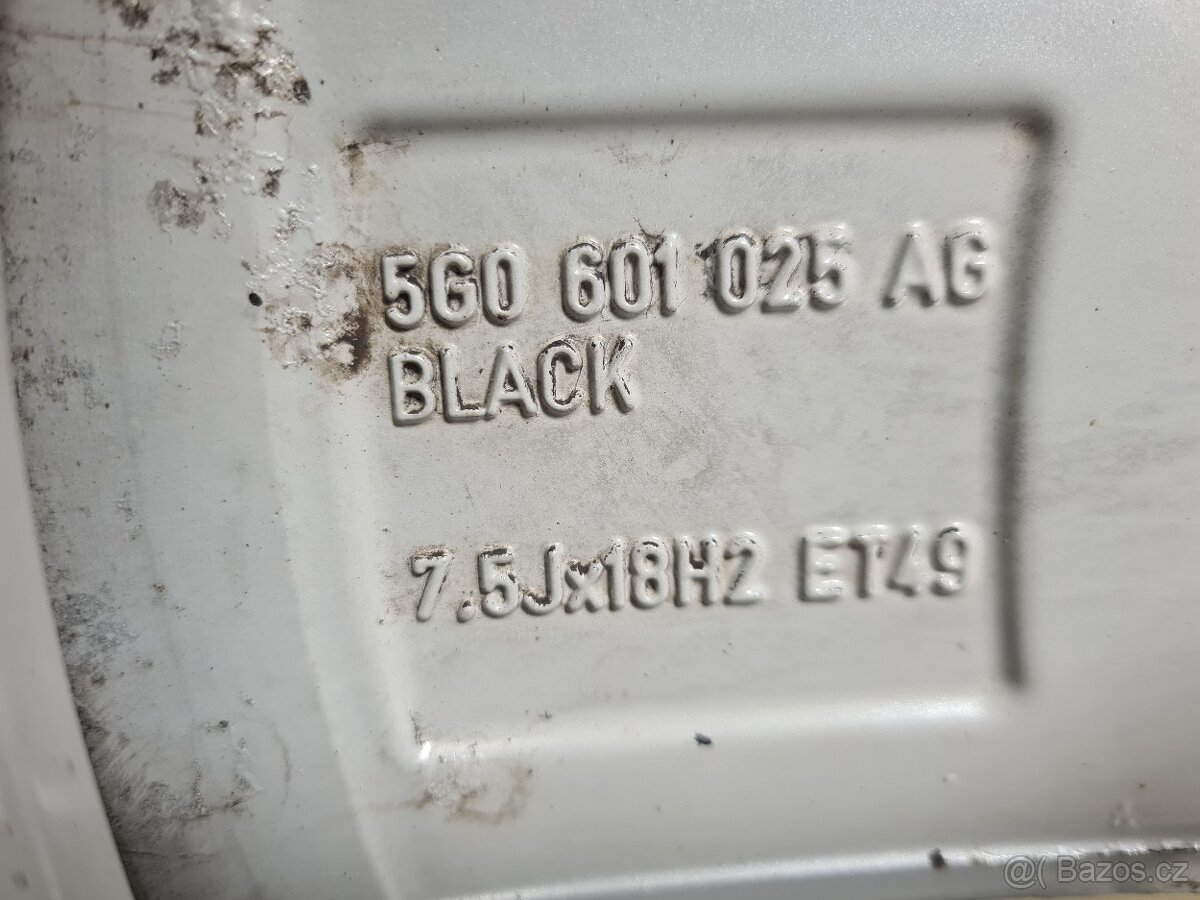 5G0 601 025 AG
BLACK
7.5Jx18H2 ET49
@( Bazos.cz